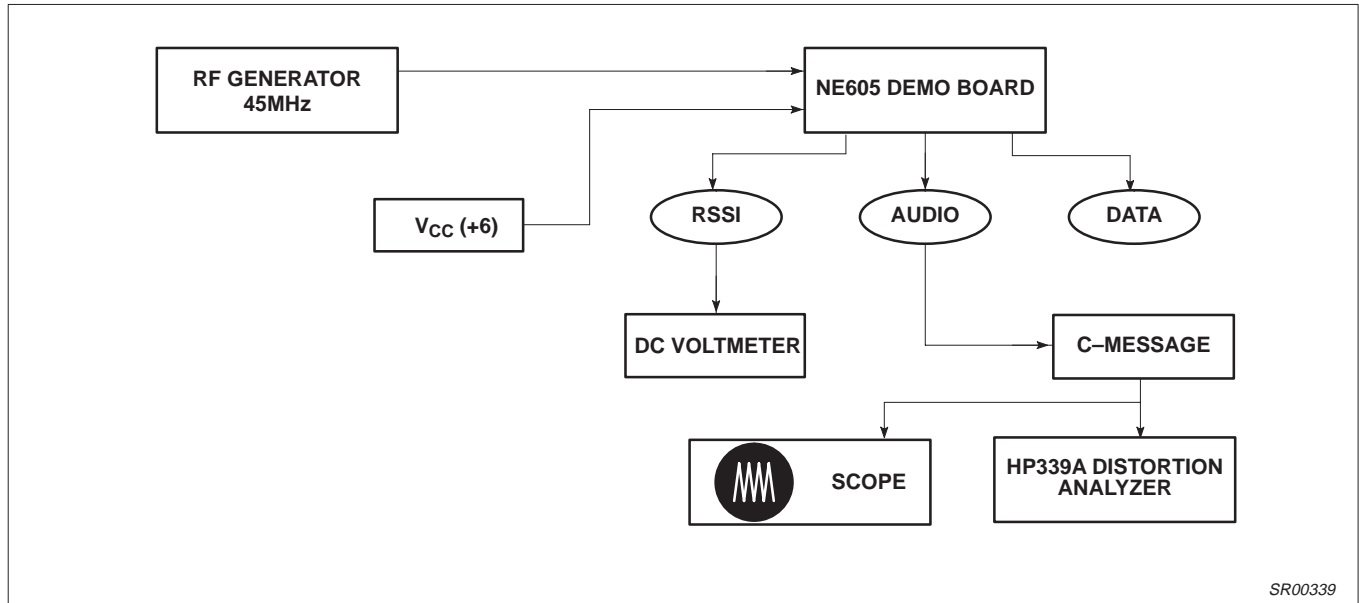 RF GENERATOR
45MHz
NE605 DEMO BOARD
VCC (+6)
RSSI
AUDIO
DATA
DC VOLTMETER
C–MESSAGE
SCOPE
HP339A DISTORTION
ANALYZER
SR00339